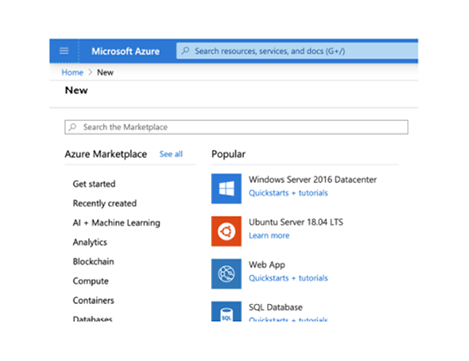 Microsoft Azure
Search resources, services, and docs (G+/)
Home > New
New
Search the Marketplace
Azure Marketplace See all
Get started
Recently created
AI + Machine Learning
Analytics
Blockchain
Compute
Containers
Databases
Popular
Windows Server 2016 Datacenter
Quickstarts + tutorials
Ubuntu Server 18.04 LTS
Learn more
Web App
Quickstarts + tutorials
SQL Database
Quickstarts + tutorials
SQL